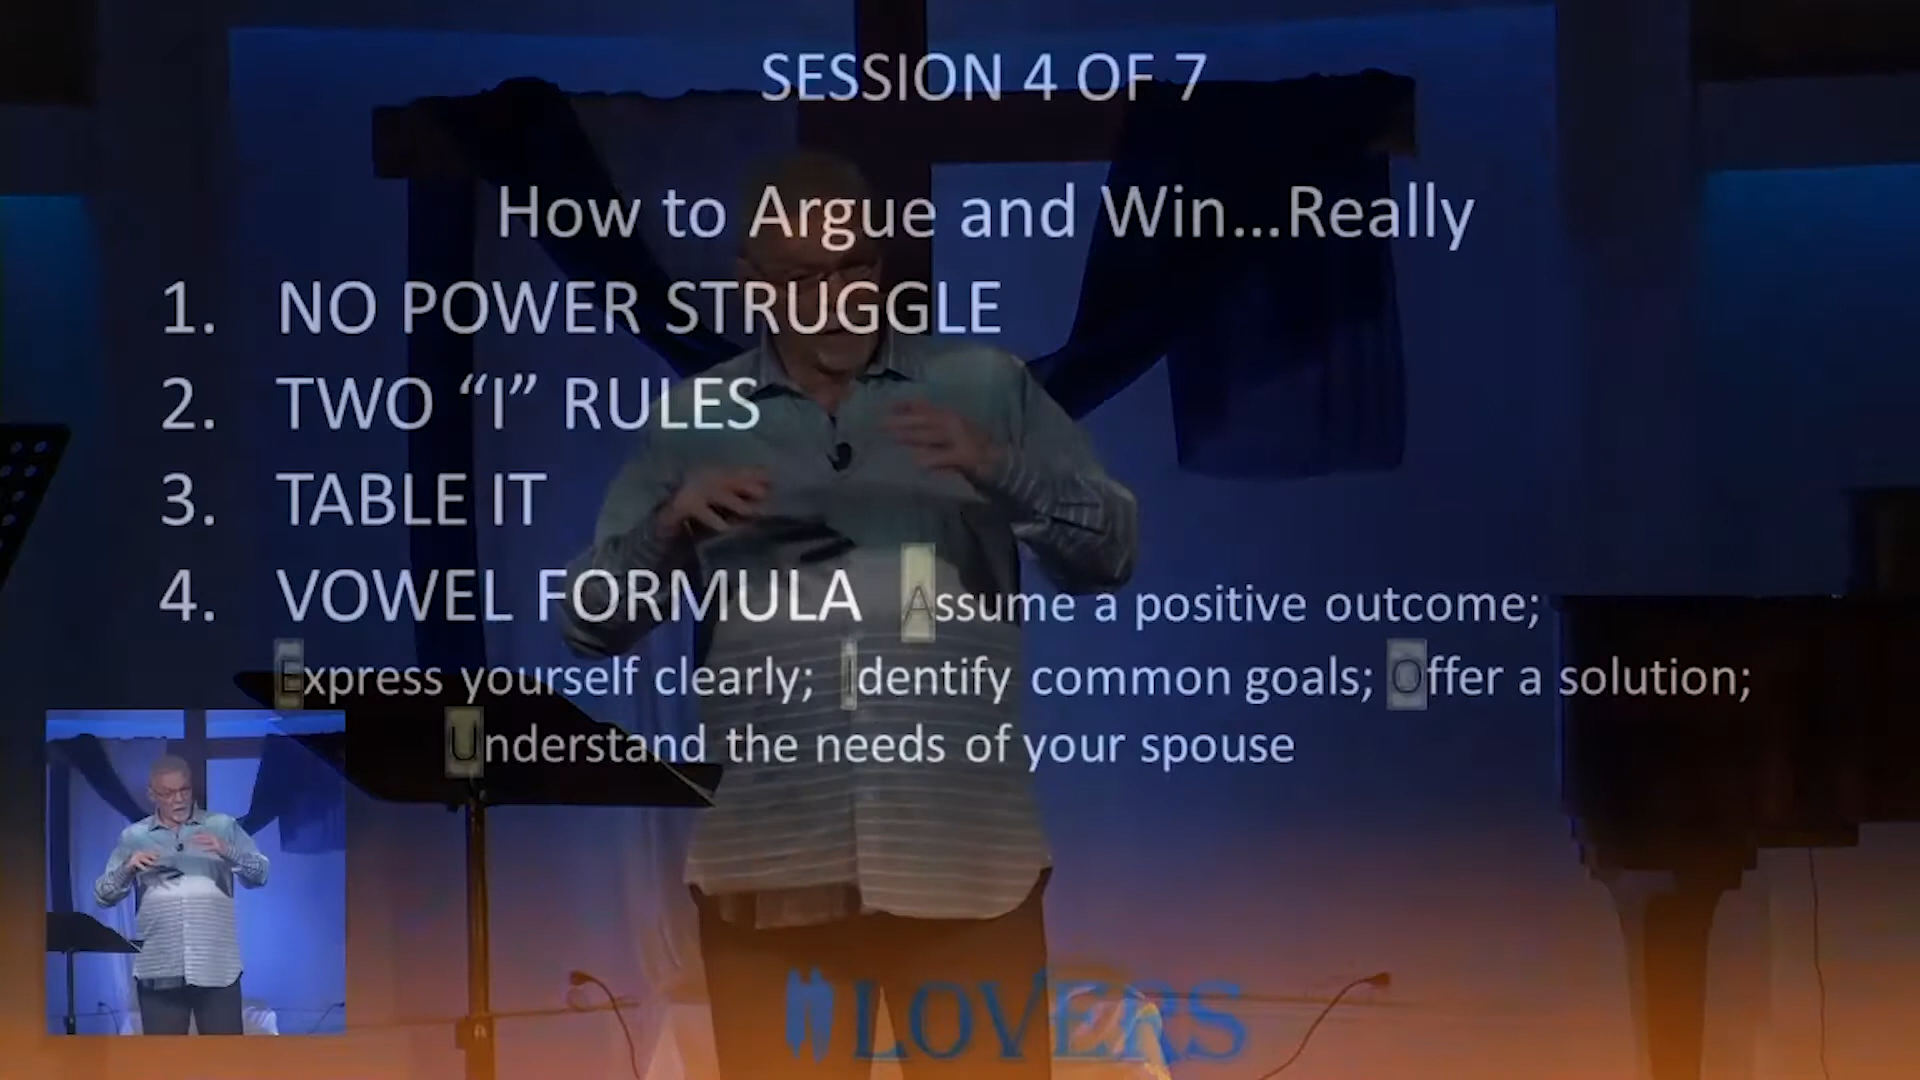 SESSION 4 OF 7
How to Argue and Win...Really
1. NO POWER STRUGGLE
2. TWO “I” RULES
3. TABLE IT
4. VOWEL FORMULA Assume a positive outcome;
Express yourself clearly; Identify common goals; Offer a solution;
Understand the needs of your spouse
LOVERS